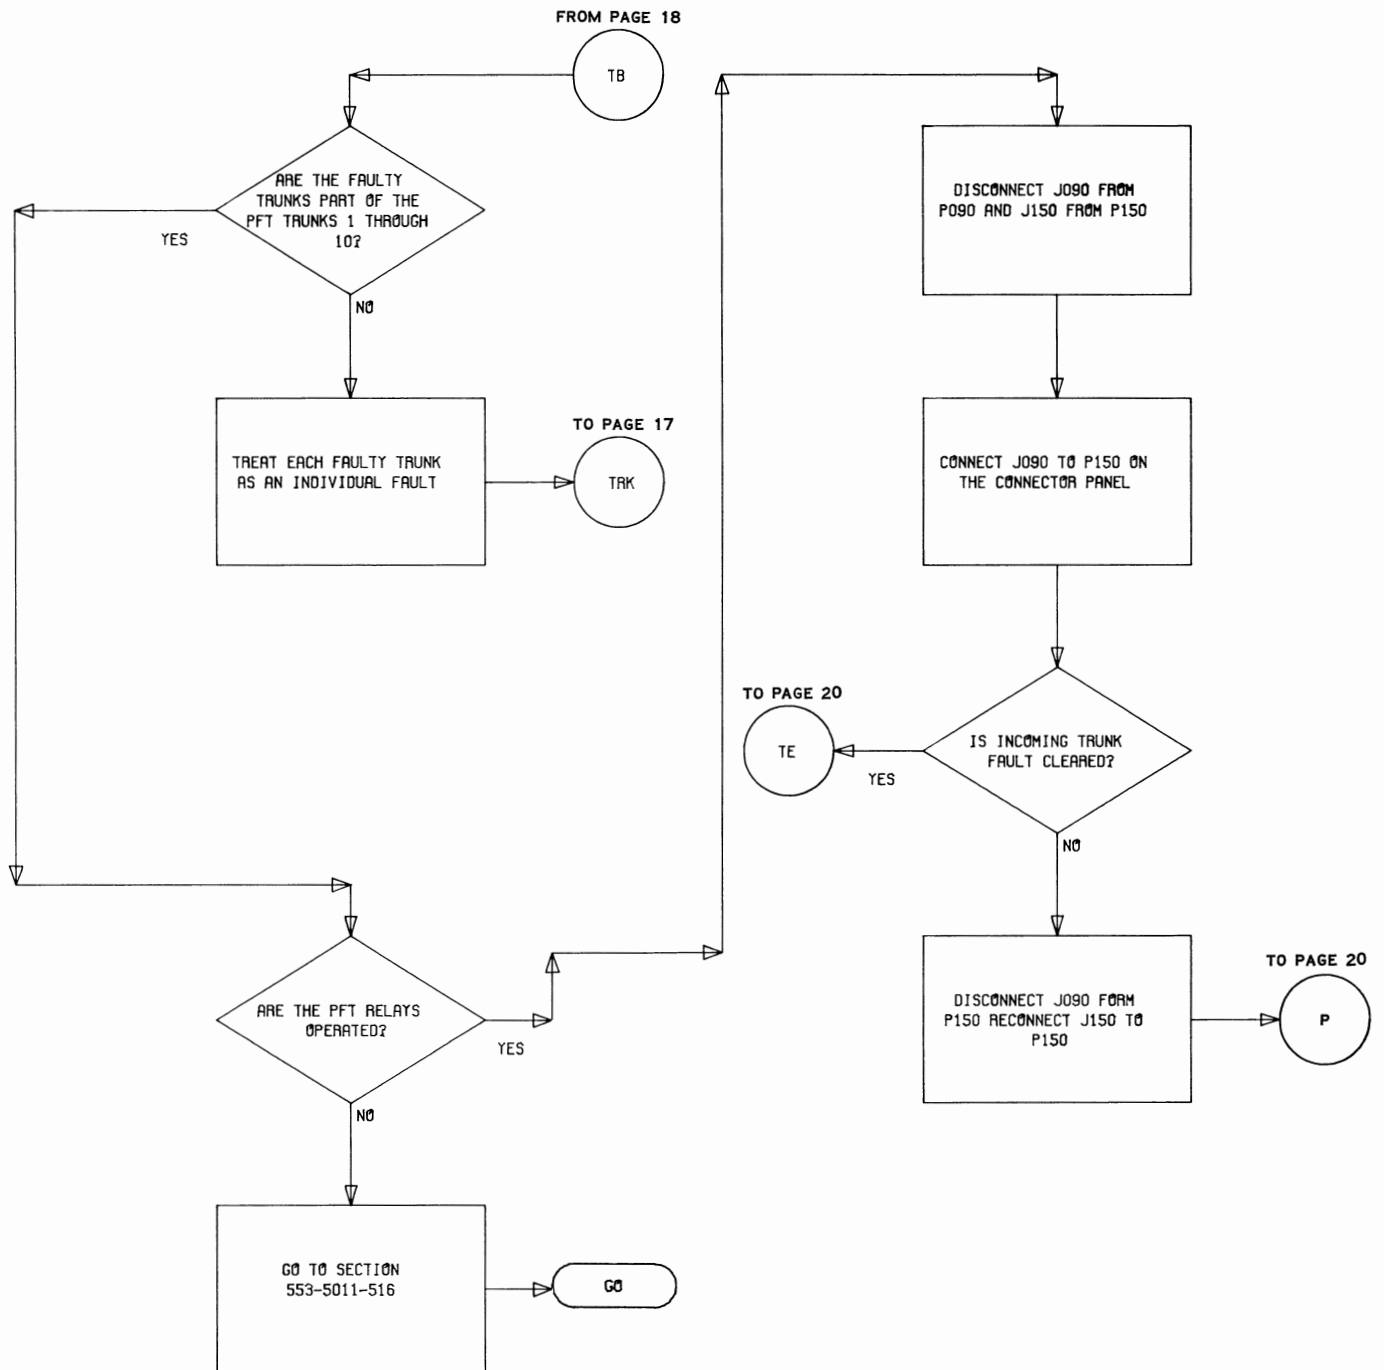 FROM PAGE 18
TB
ARE THE FAULTY
TRUNKS PART OF THE
PFT TRUNKS 1 THROUGH
10?
YES
NO
TREAT EACH FAULTY TRUNK
AS AN INDIVIDUAL FAULT
TO PAGE 17
TRK
ARE THE PFT RELAYS
OPERATED?
YES
NO
GO TO SECTION
553-5011-516
GO
DISCONNECT J090 FROM
P090 AND J150 FROM P150
CONNECT J090 TO P150 ON
THE CONNECTOR PANEL
IS INCOMING TRUNK
FAULT CLEARED?
TO PAGE 20
TE
YES
NO
DISCONNECT J090 FORM
P150 RECONNECT J150 TO
P150
TO PAGE 20
P